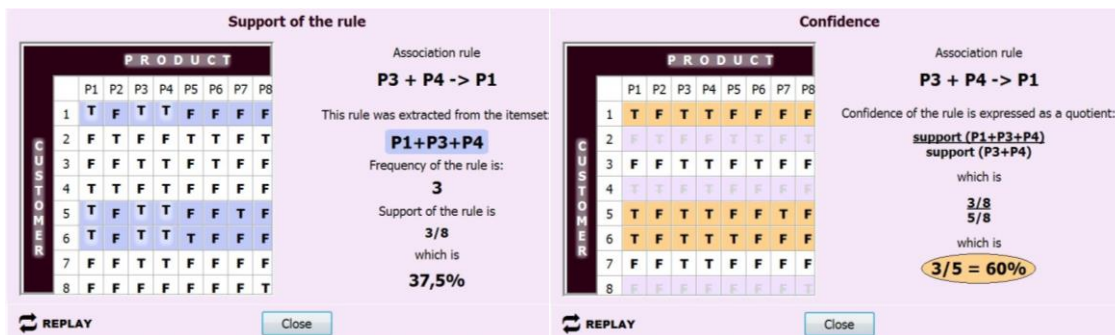 Support of the rule
PRODUCT
CUSTOMER
P1 P2 P3 P4 P5 P6 P7 P8
1 T F T T F F F F
2 F T F F T T F T
3 F F T T F T F F
4 T T F T F F F F
5 T F T T F F T F
6 T F T T T F F F
7 F F T T F F F F
8 F F F F F F F T
Association rule
P3 + P4 -> P1
This rule was extracted from the itemset
P1+P3+P4
Frequency of the rule is:
3
Support of the rule is
3/8
which is
37,5%
REPLAY
Close
Confidence
PRODUCT
CUSTOMER
P1 P2 P3 P4 P5 P6 P7 P8
1 T F T T F F F F
2 F T F F T T F T
3 F F T T F T F F
4 T T F T F F F F
5 T F T T F F T F
6 T F T T T F F F
7 F F T T F F F F
8 F F F F F F F T
Association rule
P3 + P4 -> P1
Confidence of the rule is expressed as a quotient:
support (P1+P3+P4)
support (P3+P4)
which is
3/8
5/8
which is
3/5 = 60%
REPLAY
Close